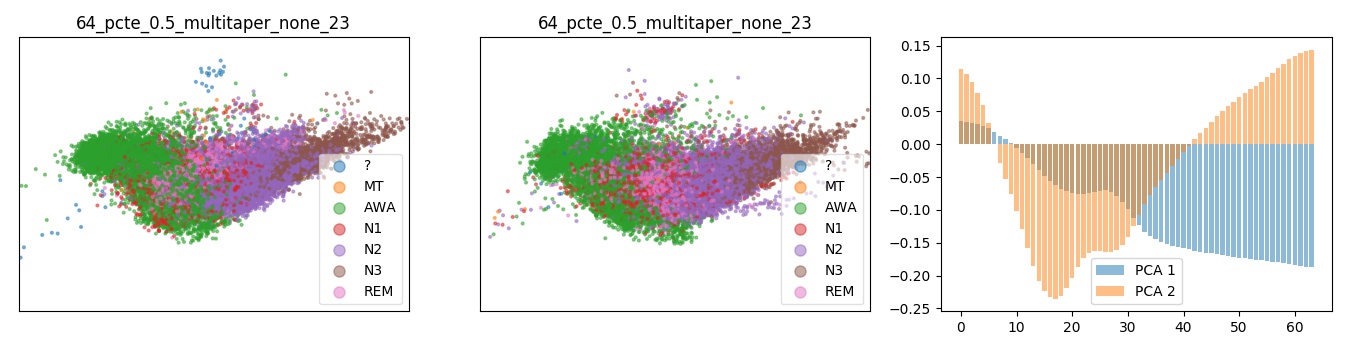 64_pcte_0.5_multitaper_none_23
?
MT
AWA
N1
N2
N3
REM
64_pcte_0.5_multitaper_none_23
?
MT
AWA
N1
N2
N3
REM
0.15
0.10
0.05
0.00
−0.05
−0.10
−0.15
−0.20
−0.25
PCA 1
PCA 2
0 10 20 30 40 50 60